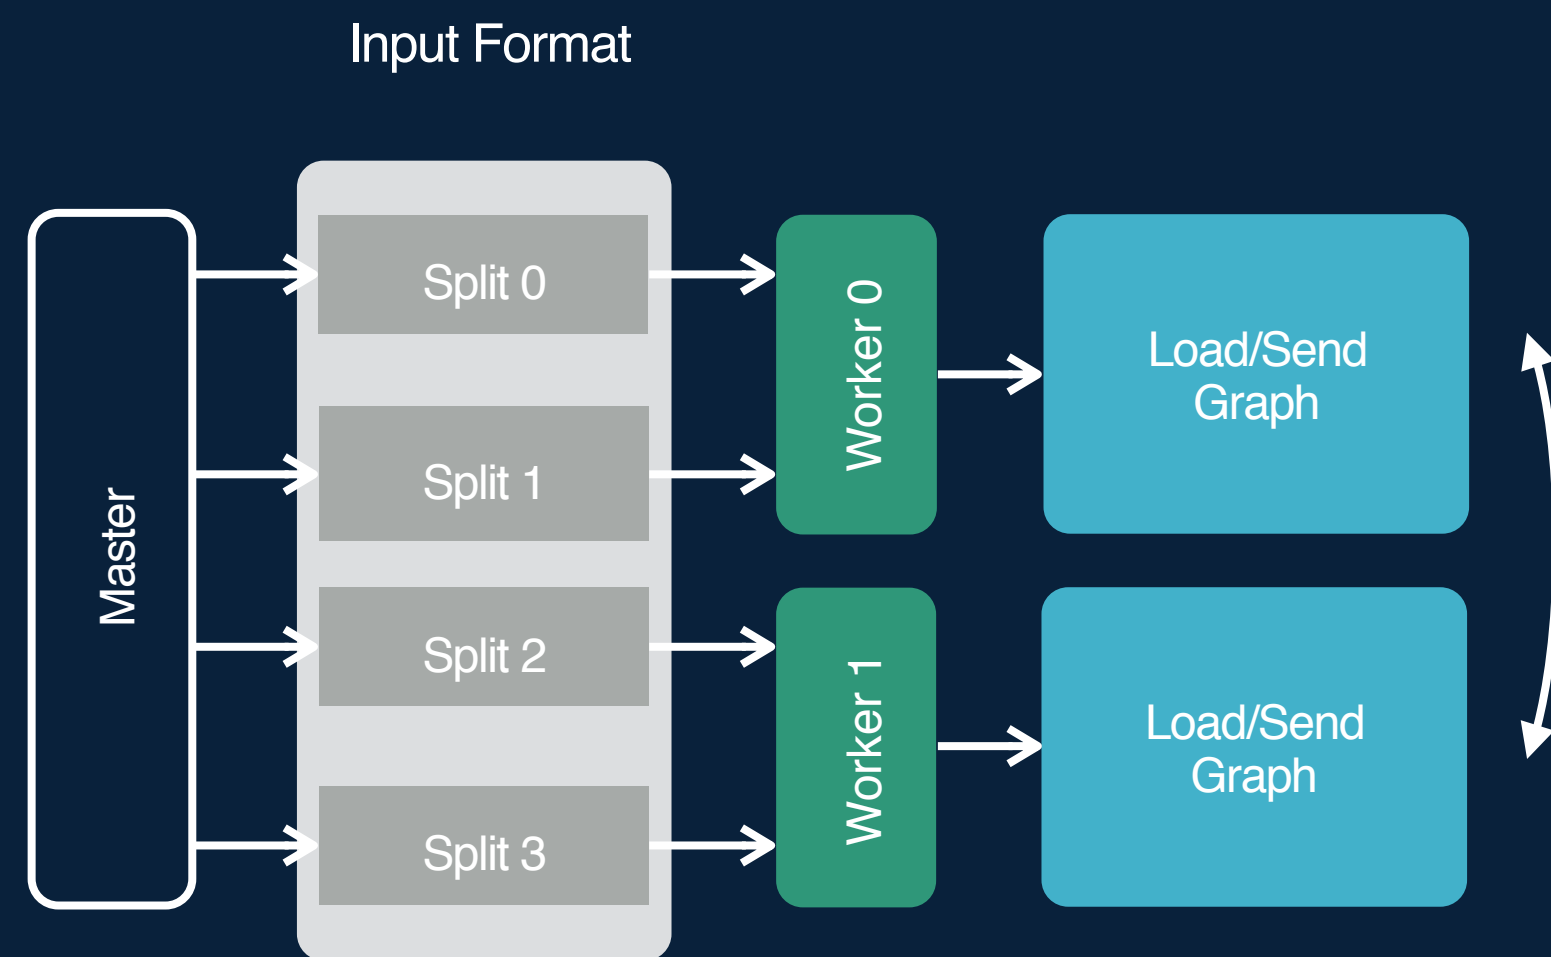 Input Format
Master
Split 0
Split 1
Split 2
Split 3
Worker 0
Worker 1
Load/Send
Graph
Load/Send
Graph